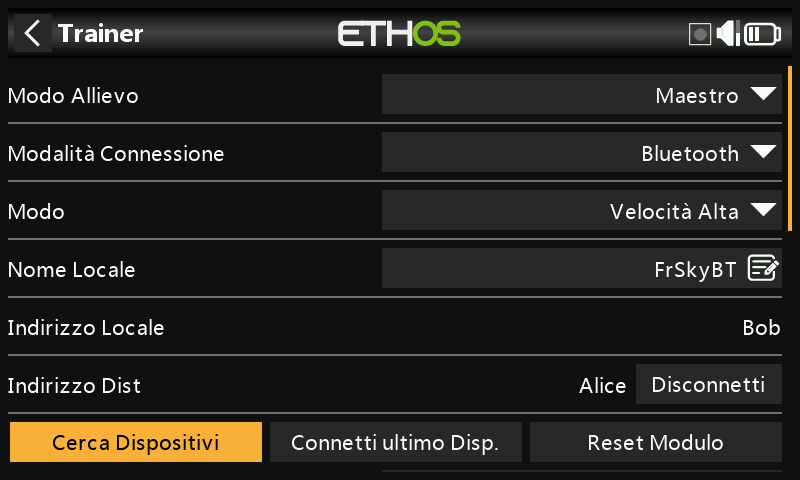 Trainer
ETHOS
Modo Allievo Maestro
Modalità Connessione Bluetooth
Modo Velocità Alta
Nome Locale FrSkyBT
Indirizzo Locale Bob
Indirizzo Dist Alice Disconnetti
Cerca Dispositivi Connetti ultimo Disp. Reset Modulo